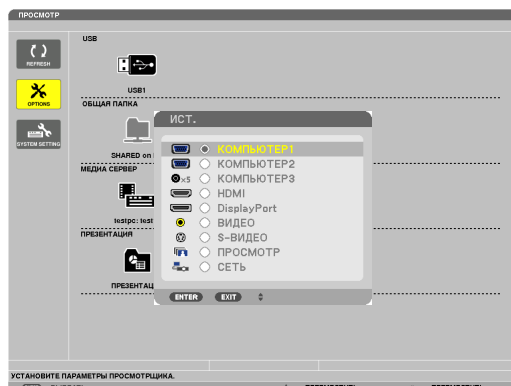 ПРОСМОТР
USB
REFRESH
USB1
OPTIONS
ОБЩАЯ ПАПКА
SYSTEM SETTING
SHARED on
МЕДИА СЕРВЕР
testpc: test
ПРЕЗЕНТАЦИЯ
ПРЕЗЕНТАЦ
ИСТ.
КОМПЬЮТЕР1
КОМПЬЮТЕР2
×5 КОМПЬЮТЕР3
HDMI
DisplayPort
ВИДЕО
S-ВИДЕО
ПРОСМОТР
СЕТЬ
ENTER EXIT
УСТАНОВИТЕ ПАРАМЕТРЫ ПРОСМОТРЩИКА.